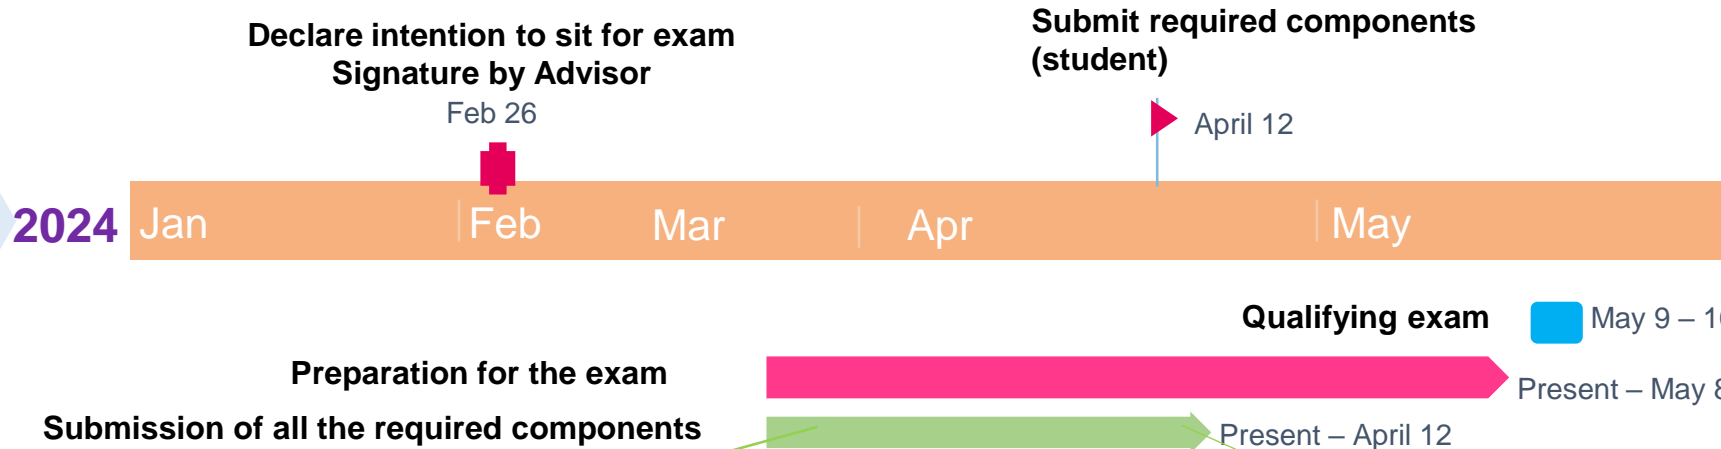 Declare intention to sit for exam
Signature by Advisor
Feb 26
Submit required components
(student)
April 12
2024 Jan Feb Mar Apr May
Qualifying exam
May 9 –
Preparation for the exam
Present – May 8
Submission of all the required components
Present – April 12